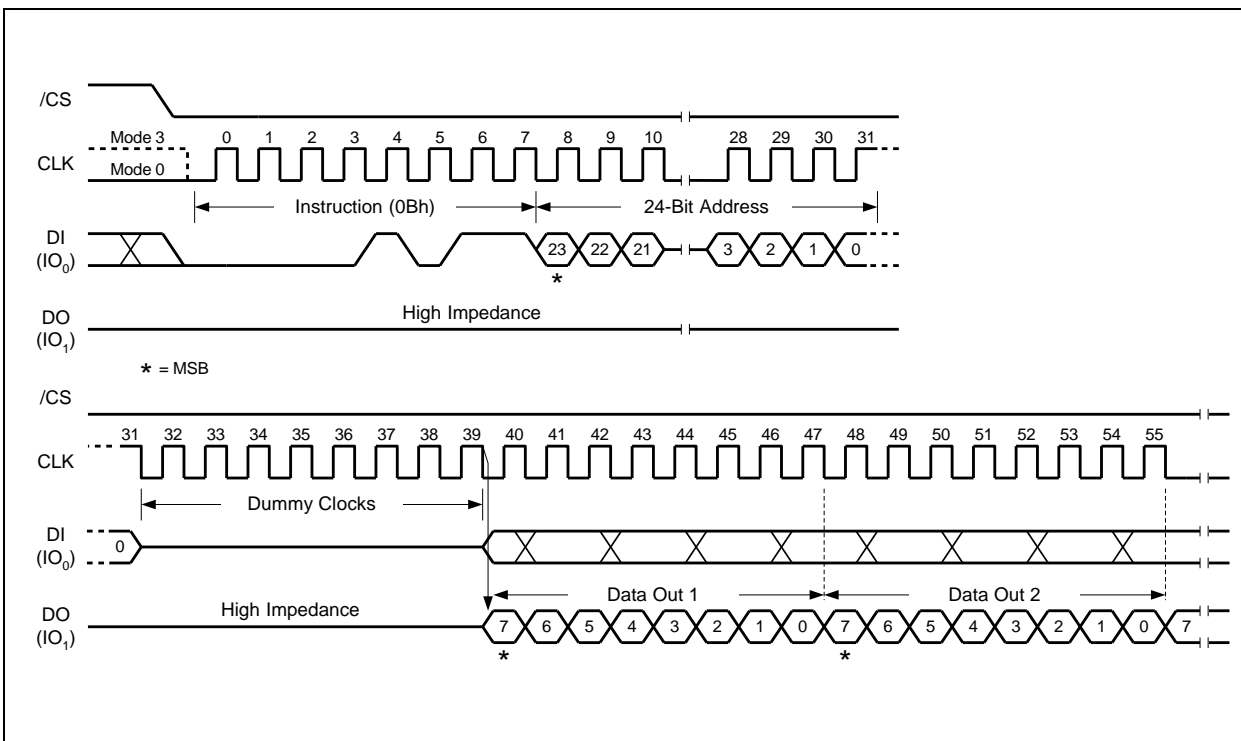 /CS
Mode 3 0 1 2 3 4 5 6 7 8 9 10 28 29 30 31
CLK
Mode 0
Instruction (0Bh) 24-Bit Address
DI
(IO0)
23 22 21 3 2 1 0
*
High Impedance
DO
(IO1)
* = MSB
/CS
31 32 33 34 35 36 37 38 39 40 41 42 43 44 45 46 47 48 49 50 51 52 53 54 55
CLK
Dummy Clocks
DI
(IO0)
0
Data Out 1 Data Out 2
High Impedance
DO
(IO1)
7 6 5 4 3 2 1 0 7 6 5 4 3 2 1 0 7
* *